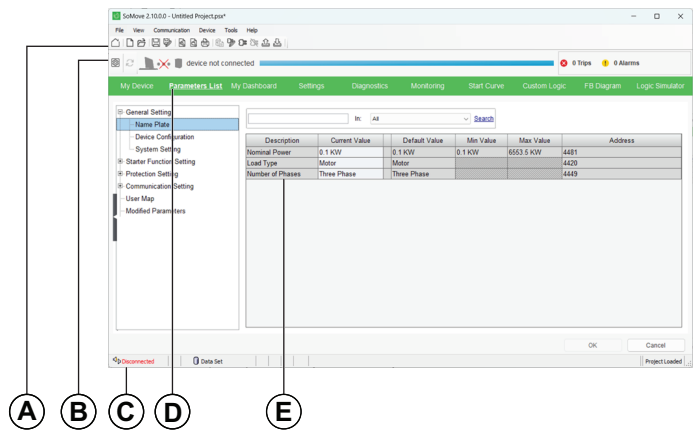 SoMove 2.10.0.0 - Untitled Project.psx*
File View Communication Device Tools Help
device not connected
0 Trips 0 Alarms
My Device Parameters List My Dashboard Settings Diagnostics Monitoring Start Curve Custom Logic FB Diagram Logic Simulator
General Setting
Name Plate
Device Configuration
System Setting
Starter Function Setting
Protection Setting
Communication Setting
User Map
Modified Parameters
In: All Search
Description Current Value Default Value Min Value Max Value Address
Nominal Power 0.1 KW 0.1 KW 0.1 KW 6553.5 KW 4481
Load Type Motor Motor 4420
Number of Phases Three Phase Three Phase 4449
OK Cancel
Disconnected Data Set Project Loaded
A B C D E